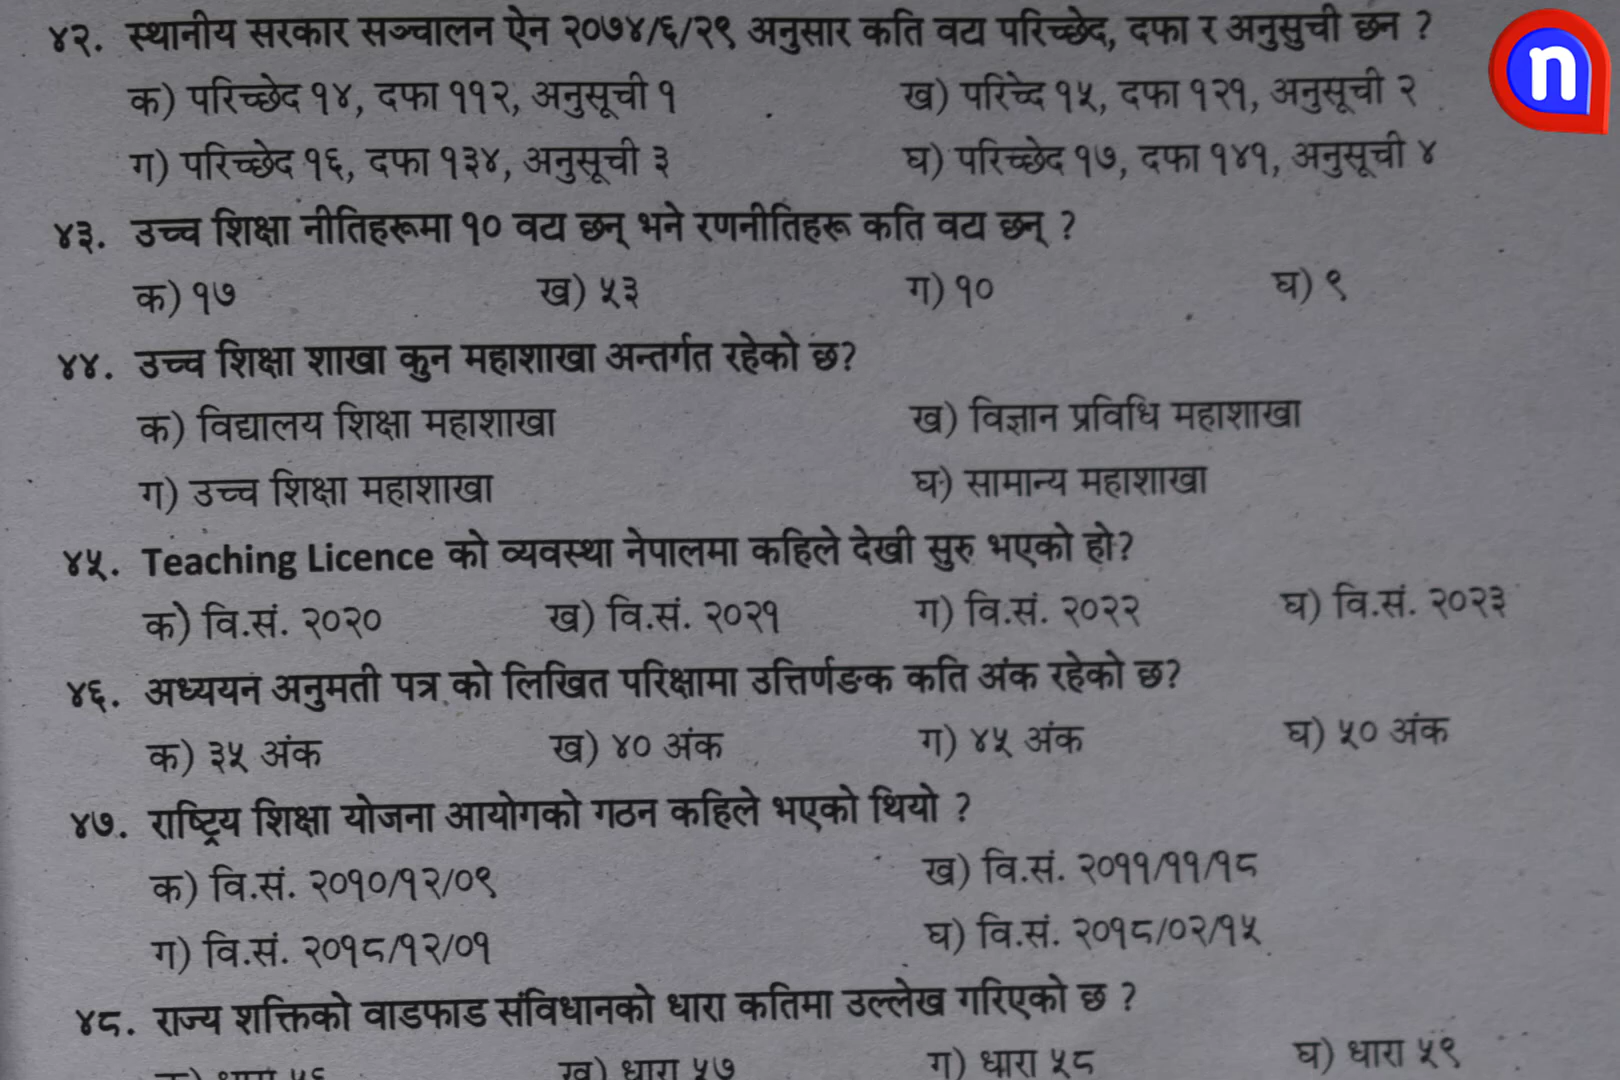 ४२. स्थानीय सरकार सञ्चालन ऐन २०७४/६/२९ अनुसार कति वटा परिच्छेद, दफा र अनुसुची छन ?
क) परिच्छेद १४, दफा ११२, अनुसूची १ ख) परिच्दे १५, दफा १२१, अनुसूची २
ग) परिच्छेद १६, दफा १३४, अनुसूची ३ घ) परिच्छेद १७, दफा १४१, अनुसूची ४
४३. उच्च शिक्षा नीतिहरूमा १० वटा छन् भने रणनीतिहरू कति वटा छन् ?
क) १७ ख) ५३ ग) १० घ) ९
४४. उच्च शिक्षा शाखा कुन महाशाखा अन्तर्गत रहेको छ?
क) विद्यालय शिक्षा महाशाखा ख) विज्ञान प्रविधि महाशाखा
ग) उच्च शिक्षा महाशाखा घ) सामान्य महाशाखा
४५. Teaching Licence को व्यवस्था नेपालमा कहिले देखी सुरु भएको हो?
क) वि.सं. २०२० ख) वि.सं. २०२१ ग) वि.सं. २०२२ घ) वि.सं. २०२३
४६. अध्ययन अनुमती पत्र को लिखित परिक्षामा उत्तिर्णङक कति अंक रहेको छ?
क) ३५ अंक ख) ४० अंक ग) ४५ अंक घ) ५० अंक
४७. राष्ट्रिय शिक्षा योजना आयोगको गठन कहिले भएको थियो ?
क) वि.सं. २०१०/१२/०९ ख) वि.सं. २०११/११/१८
ग) वि.सं. २०१८/१२/०१ घ) वि.सं. २०१८/०२/१५
४८. राज्य शक्तिको वाडफाड संविधानको धारा कतिमा उल्लेख गरिएको छ ?
क) धारा ५६ ख) धारा ५७ ग) धारा ५८ घ) धारा ५९
n